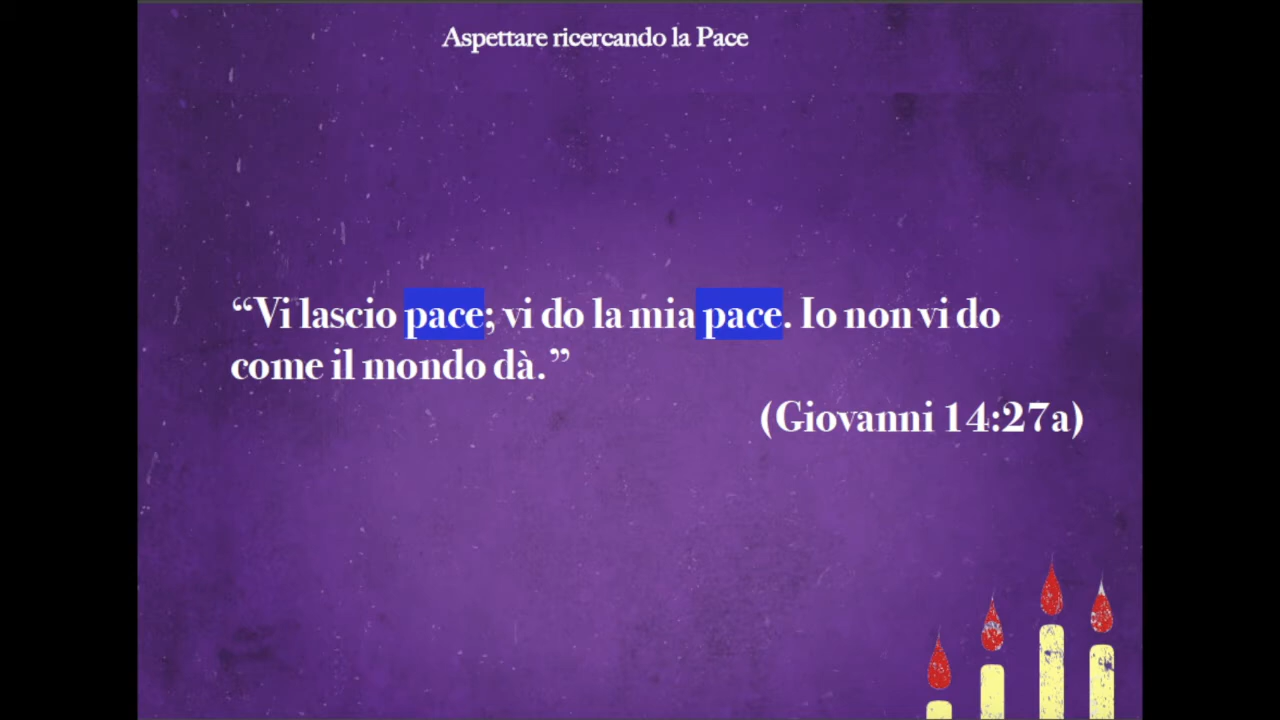 Aspettare ricercando la Pace
“Vi lascio pace; vi do la mia pace. Io non vi do
come il mondo dà.”
(Giovanni 14:27a)